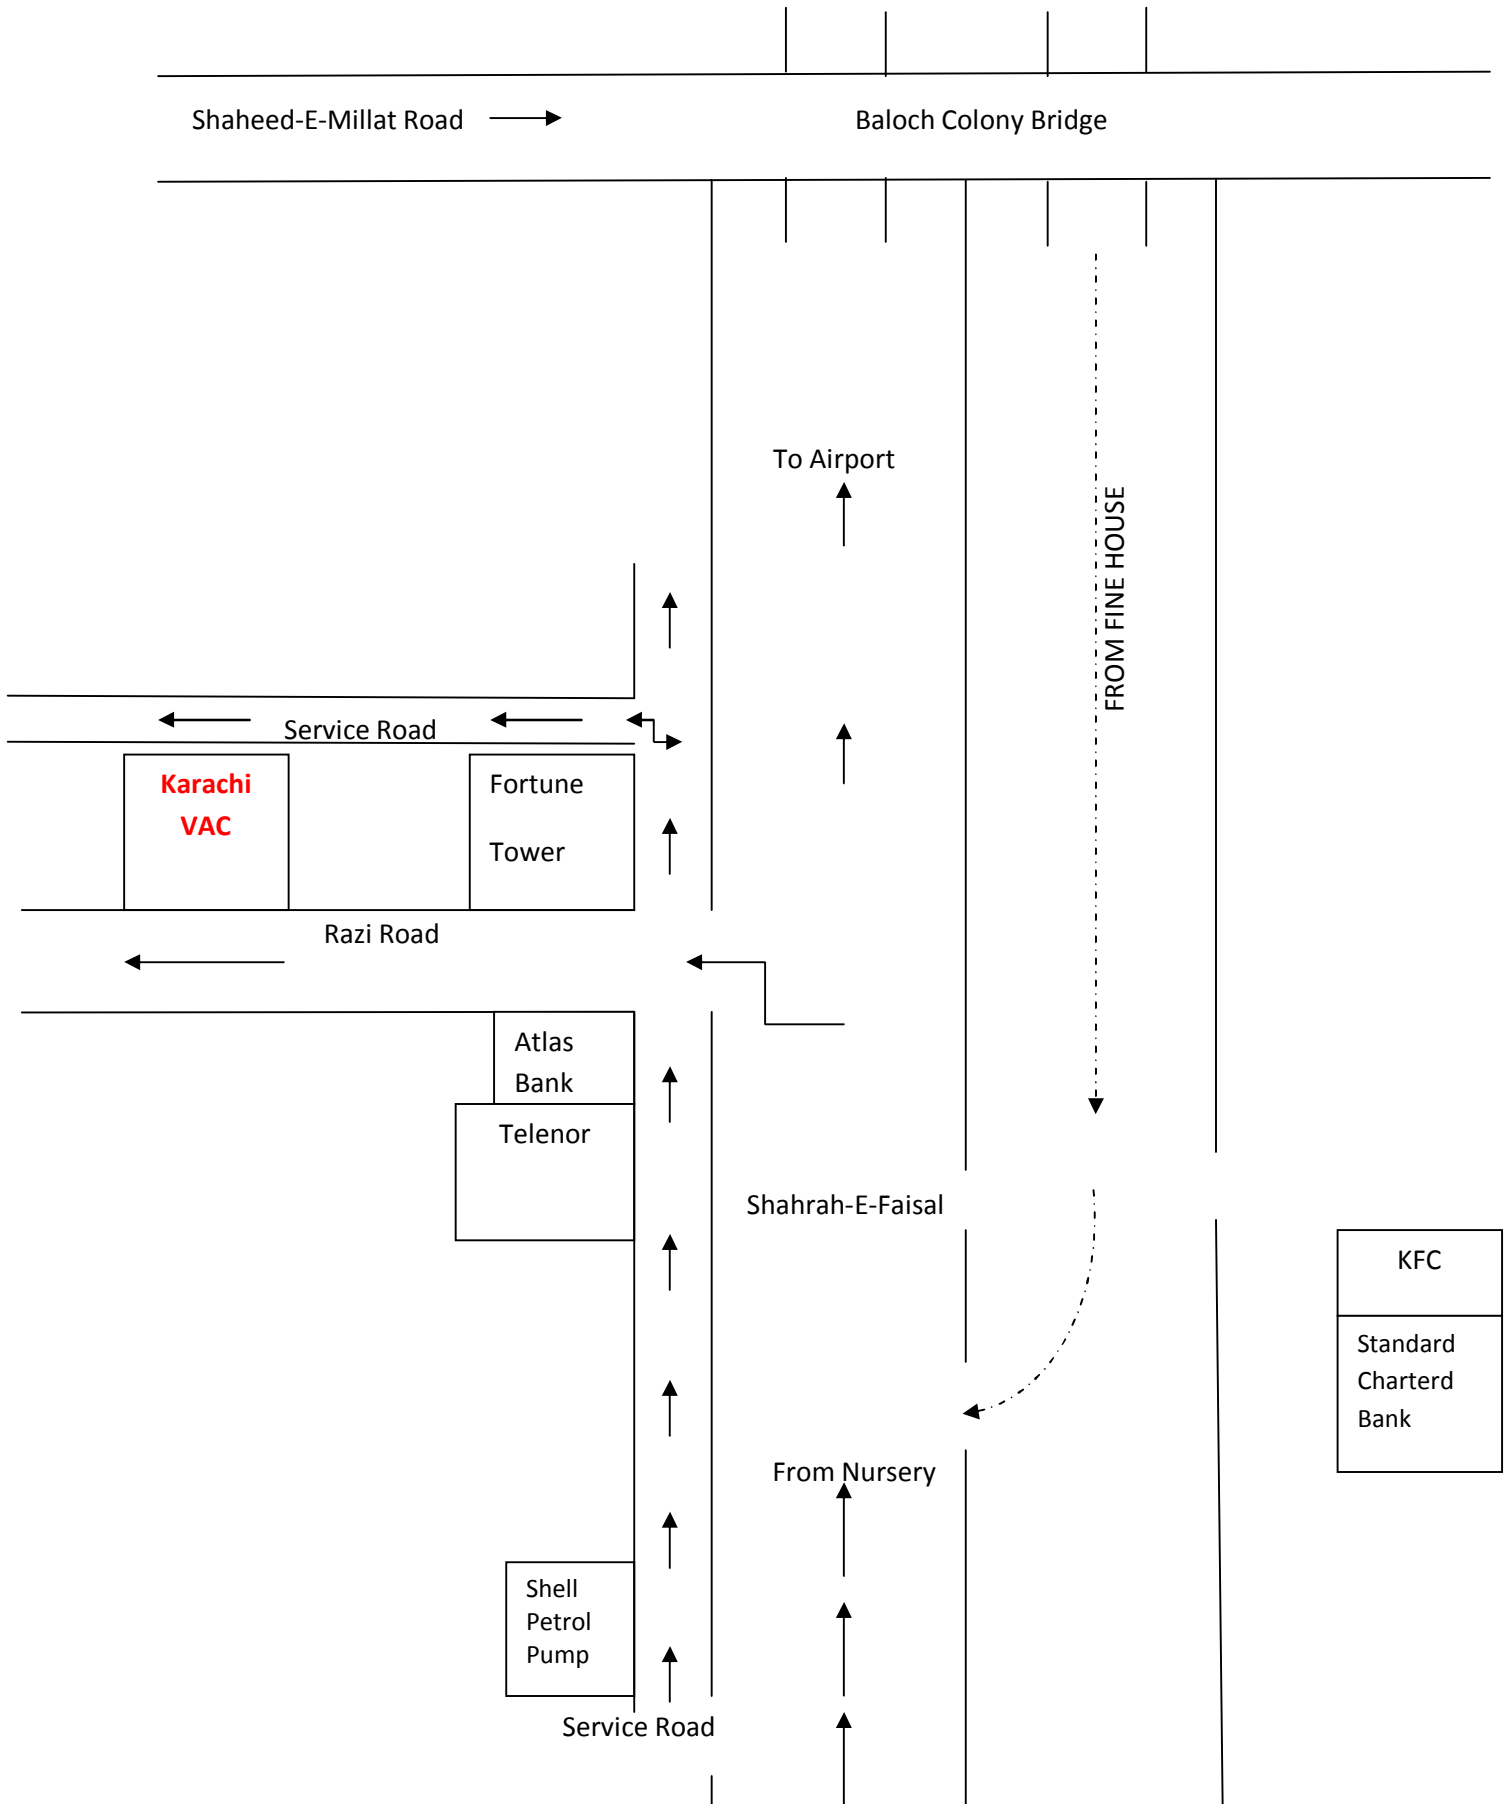 Shaheed-E-Millat Road
Baloch Colony Bridge
To Airport
FROM FINE HOUSE
Service Road
Karachi
VAC
Fortune
Tower
Razi Road
Atlas
Bank
Telenor
Shahrah-E-Faisal
KFC
Standard
Charterd
Bank
From Nursery
Shell
Petrol
Pump
Service Road